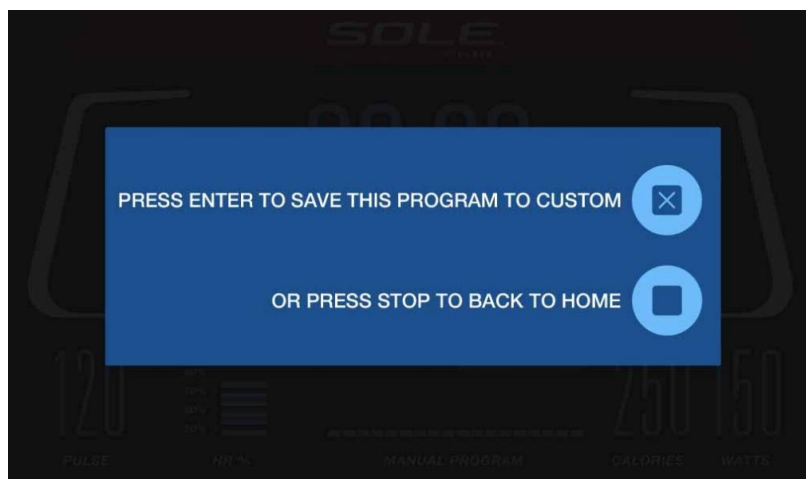 SOLE
PRESS ENTER TO SAVE THIS PROGRAM TO CUSTOM
OR PRESS STOP TO BACK TO HOME
120
250
150
PULSE
HR %
MANUAL PROGRAM
CALORIES
WATTS